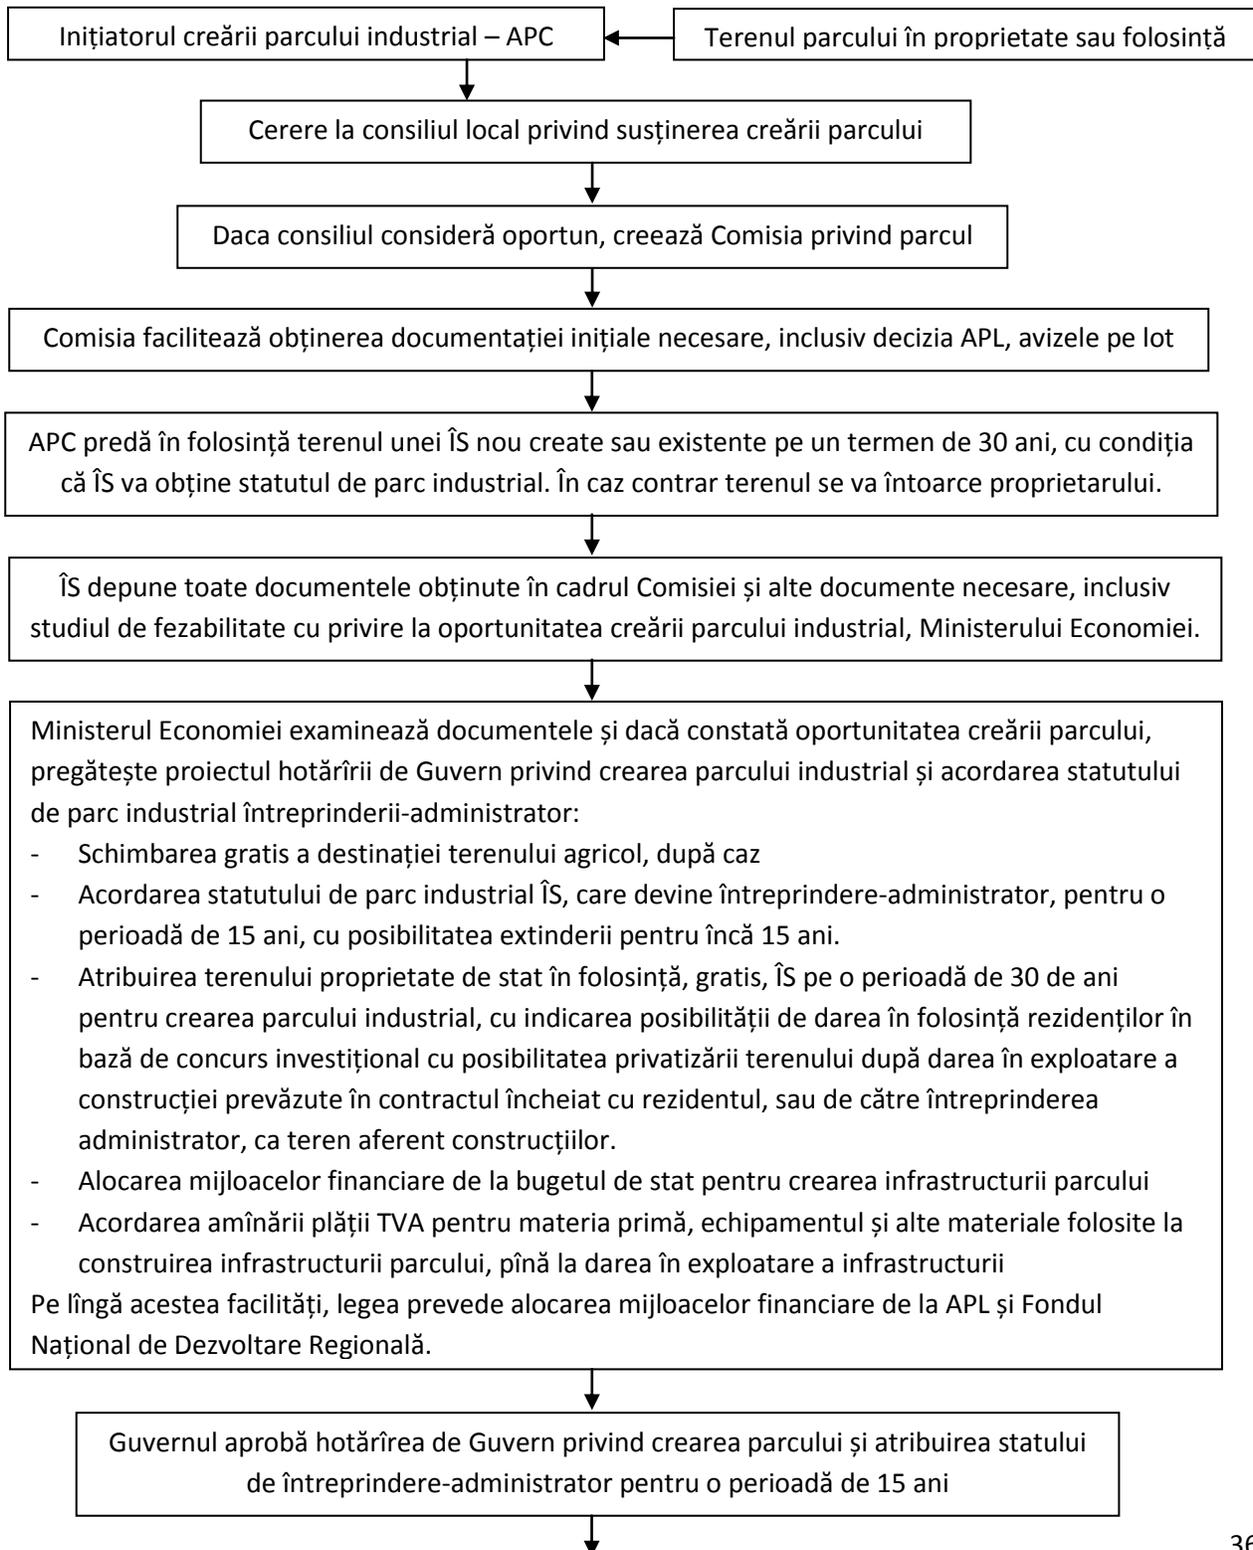 Inițiatorul creării parcului industrial – APC
Terenul parcului în proprietate sau folosință
Cerere la consiliul local privind susținerea creării parcului
Daca consiliul consideră oportun, creează Comisia privind parcul
Comisia facilitează obținerea documentației inițiale necesare, inclusiv decizia APL, avizele pe lot
APC predă în folosință terenul unei ÎS nou create sau existente pe un termen de 30 ani, cu condiția
că ÎS va obține statutul de parc industrial. În caz contrar terenul se va întoarce proprietarului.
ÎS depune toate documentele obținute în cadrul Comisiei și alte documente necesare, inclusiv
studiul de fezabilitate cu privire la oportunitatea creării parcului industrial, Ministerului Economiei.
Ministerul Economiei examinează documentele și dacă constată oportunitatea creării parcului,
pregătește proiectul hotărîrii de Guvern privind crearea parcului industrial și acordarea statutului
de parc industrial întreprinderii-administrator:
- Schimbarea gratis a destinației terenului agricol, după caz
- Acordarea statutului de parc industrial ÎS, care devine întreprindere-administrator, pentru o
perioadă de 15 ani, cu posibilitatea extinderii pentru încă 15 ani.
- Atribuirea terenului proprietate de stat în folosință, gratis, ÎS pe o perioadă de 30 de ani
pentru crearea parcului industrial, cu indicarea posibilității de darea în folosință rezidenților în
bază de concurs investițional cu posibilitatea privatizării terenului după darea în exploatare a
construcției prevăzute în contractul încheiat cu rezidentul, sau de către întreprinderea
administrator, ca teren aferent construcțiilor.
- Alocarea mijloacelor financiare de la bugetul de stat pentru crearea infrastructurii parcului
- Acordarea amînării plății TVA pentru materia primă, echipamentul și alte materiale folosite la
construirea infrastructurii parcului, pînă la darea în exploatare a infrastructurii
Pe lîngă acestea facilități, legea prevede alocarea mijloacelor financiare de la APL și Fondul
Național de Dezvoltare Regională.
Guvernul aprobă hotărîrea de Guvern privind crearea parcului și atribuirea statului
de întreprindere-administrator pentru o perioadă de 15 ani
36